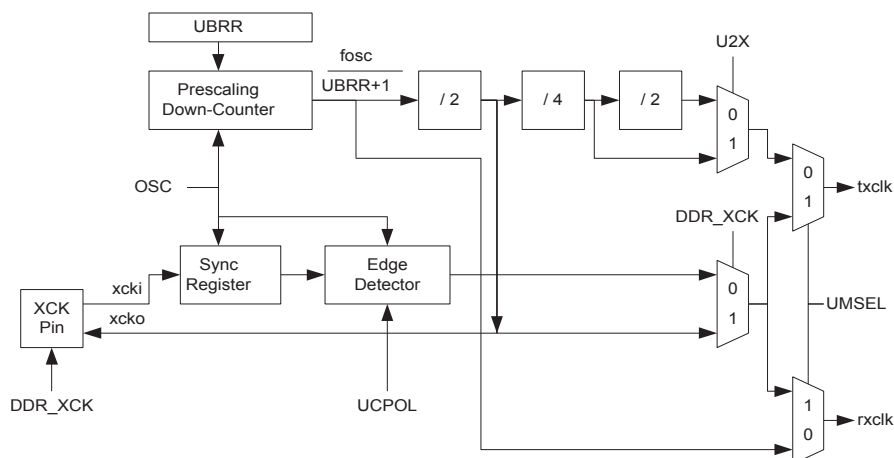 UBRR
fosc
U2X
Prescaling
Down-Counter
UBRR+1
/ 2
/ 4
/ 2
0
1
OSC
0
1
txclk
DDR_XCK
xcki
Sync
Register
Edge
Detector
0
1
XCK
Pin
xcko
UMSEL
DDR_XCK
UCPOL
1
0
rxclk